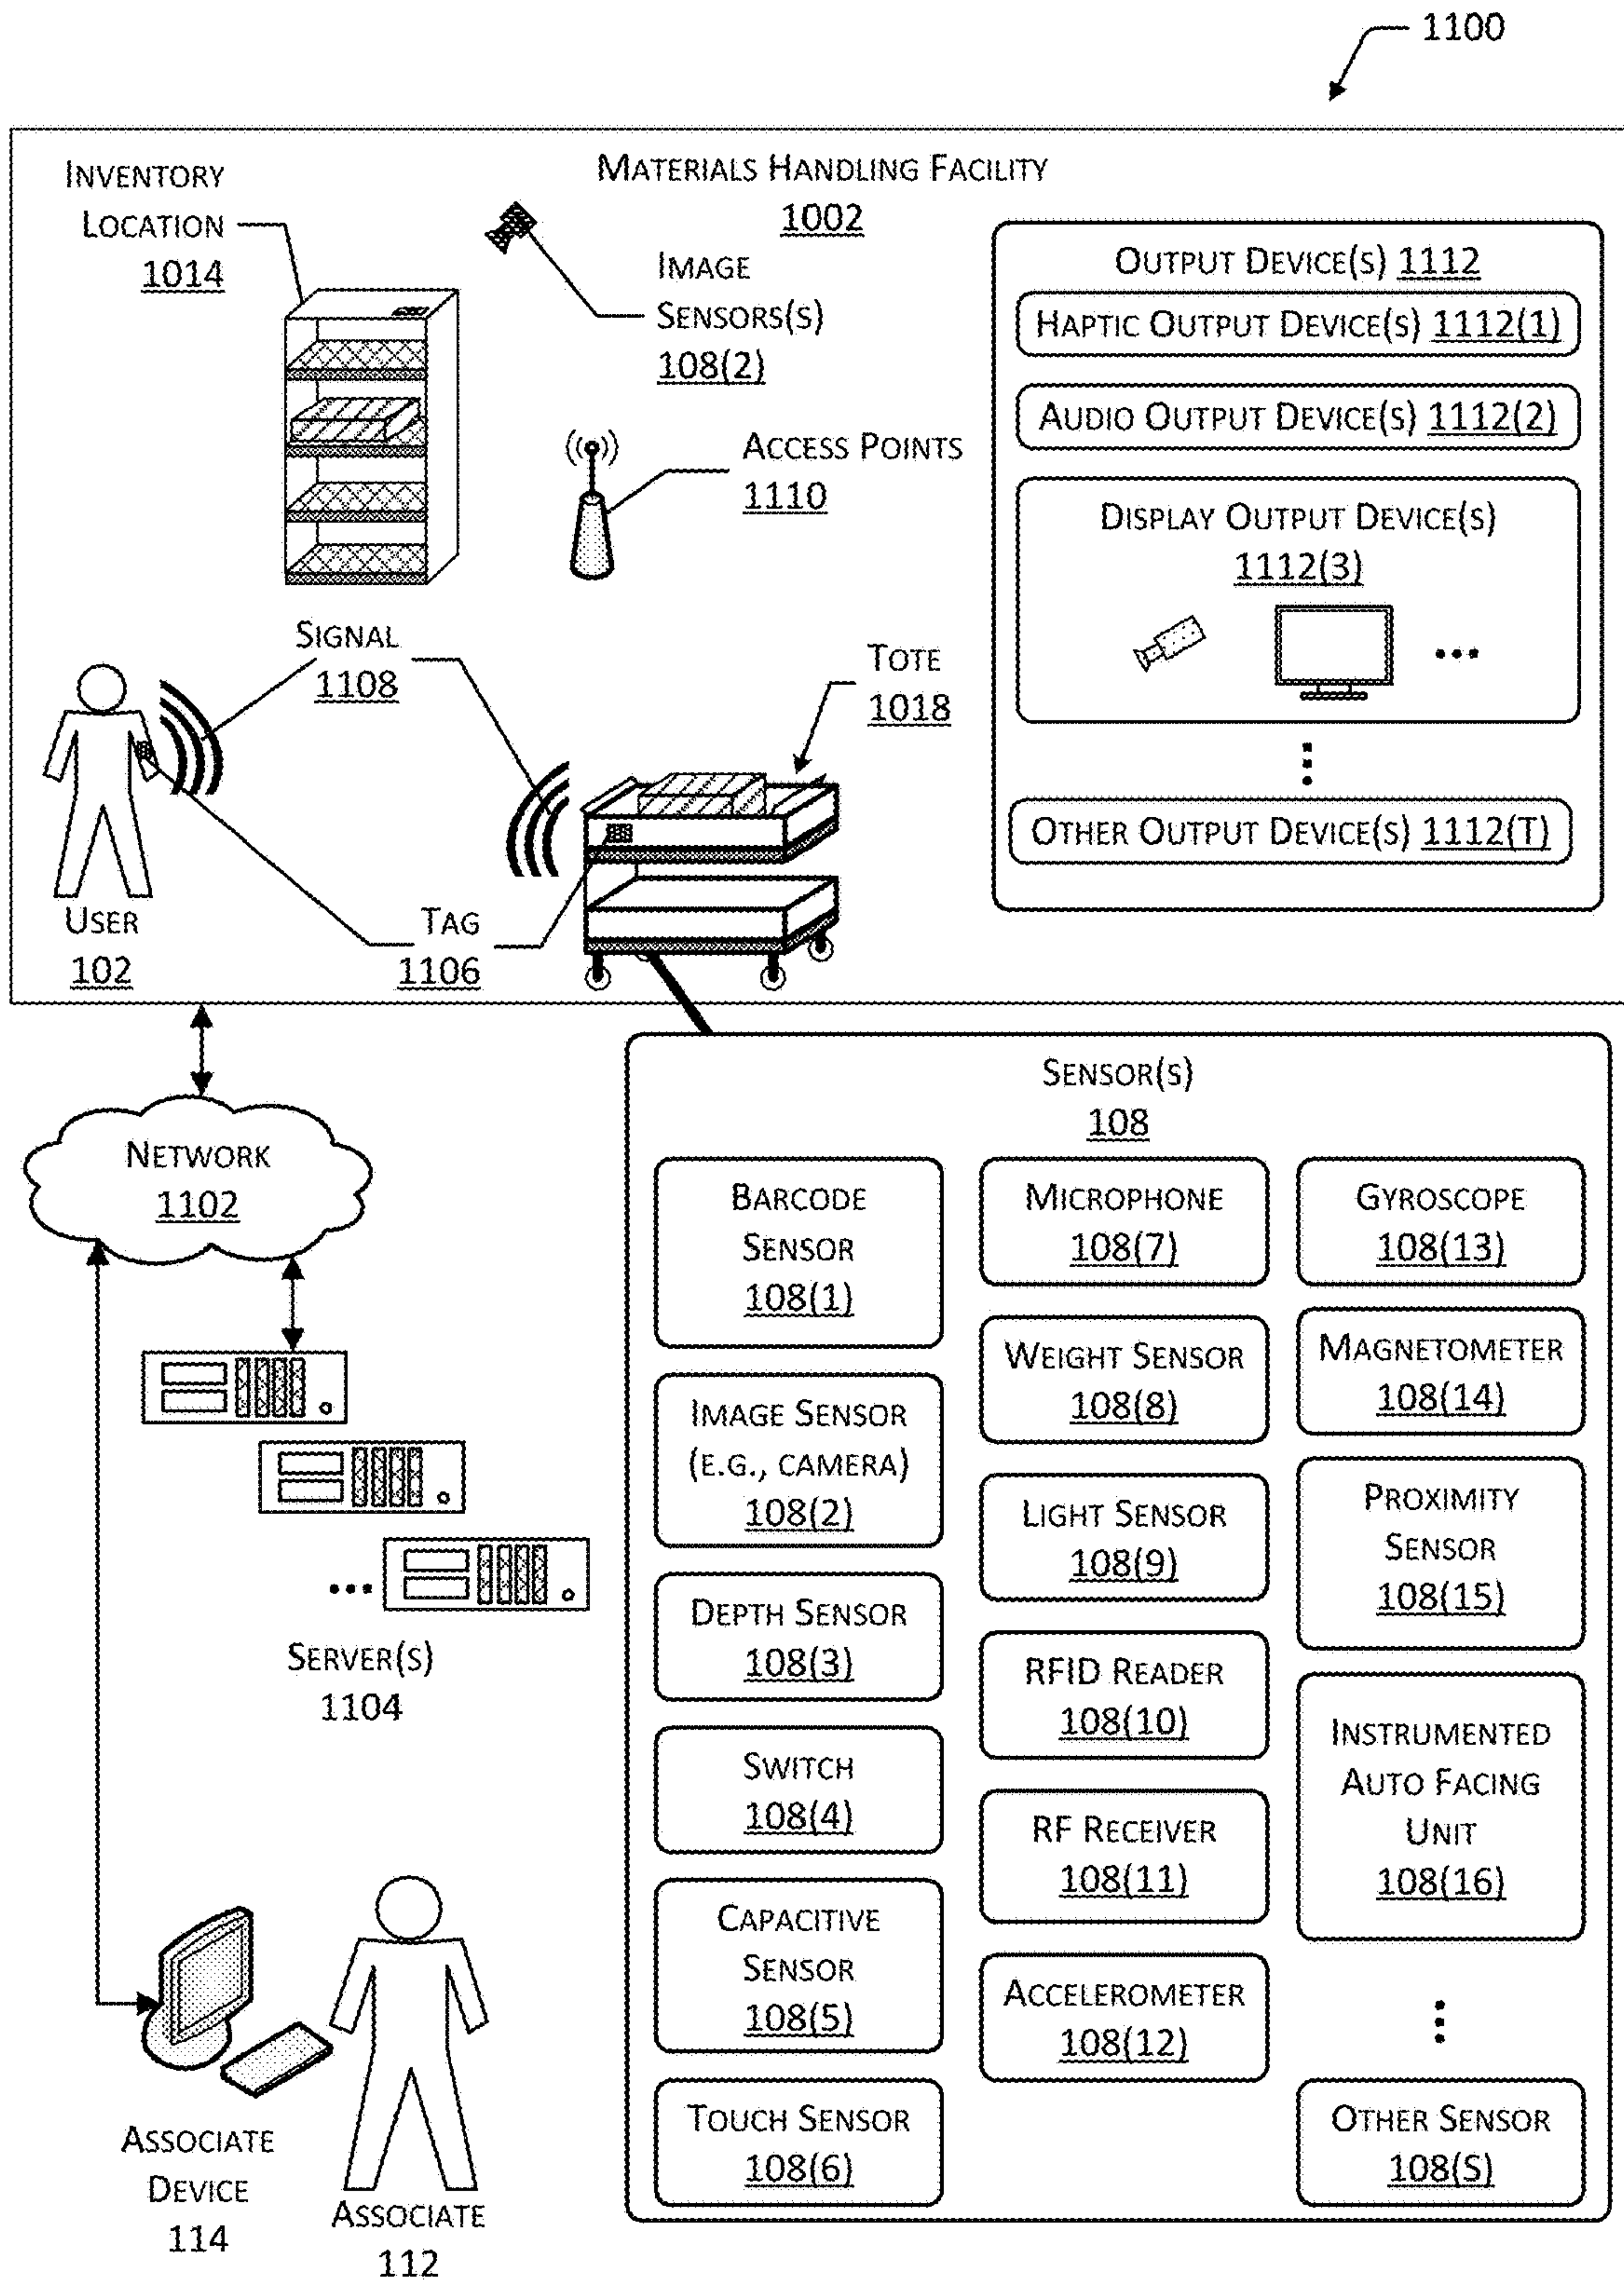 1100
MATERIALS HANDLING FACILITY
1002
INVENTORY
LOCATION
1014
IMAGE
SENSORS(S)
108(2)
ACCESS POINTS
1110
SIGNAL
1108
TOTE
1018
USER
102
TAG
1106
OUTPUT DEVICE(S) 1112
HAPTIC OUTPUT DEVICE(S) 1112(1)
AUDIO OUTPUT DEVICE(S) 1112(2)
DISPLAY OUTPUT DEVICE(S)
1112(3)
...
OTHER OUTPUT DEVICE(S) 1112(T)
NETWORK
1102
...
SERVER(S)
1104
ASSOCIATE
DEVICE
114
ASSOCIATE
112
SENSOR(S)
108
BARCODE
SENSOR
108(1)
IMAGE SENSOR
(E.G., CAMERA)
108(2)
DEPTH SENSOR
108(3)
SWITCH
108(4)
CAPACITIVE
SENSOR
108(5)
TOUCH SENSOR
108(6)
MICROPHONE
108(7)
WEIGHT SENSOR
108(8)
LIGHT SENSOR
108(9)
RFID READER
108(10)
RF RECEIVER
108(11)
ACCELEROMETER
108(12)
GYROSCOPE
108(13)
MAGNETOMETER
108(14)
PROXIMITY
SENSOR
108(15)
INSTRUMENTED
AUTO FACING
UNIT
108(16)
OTHER SENSOR
108(S)